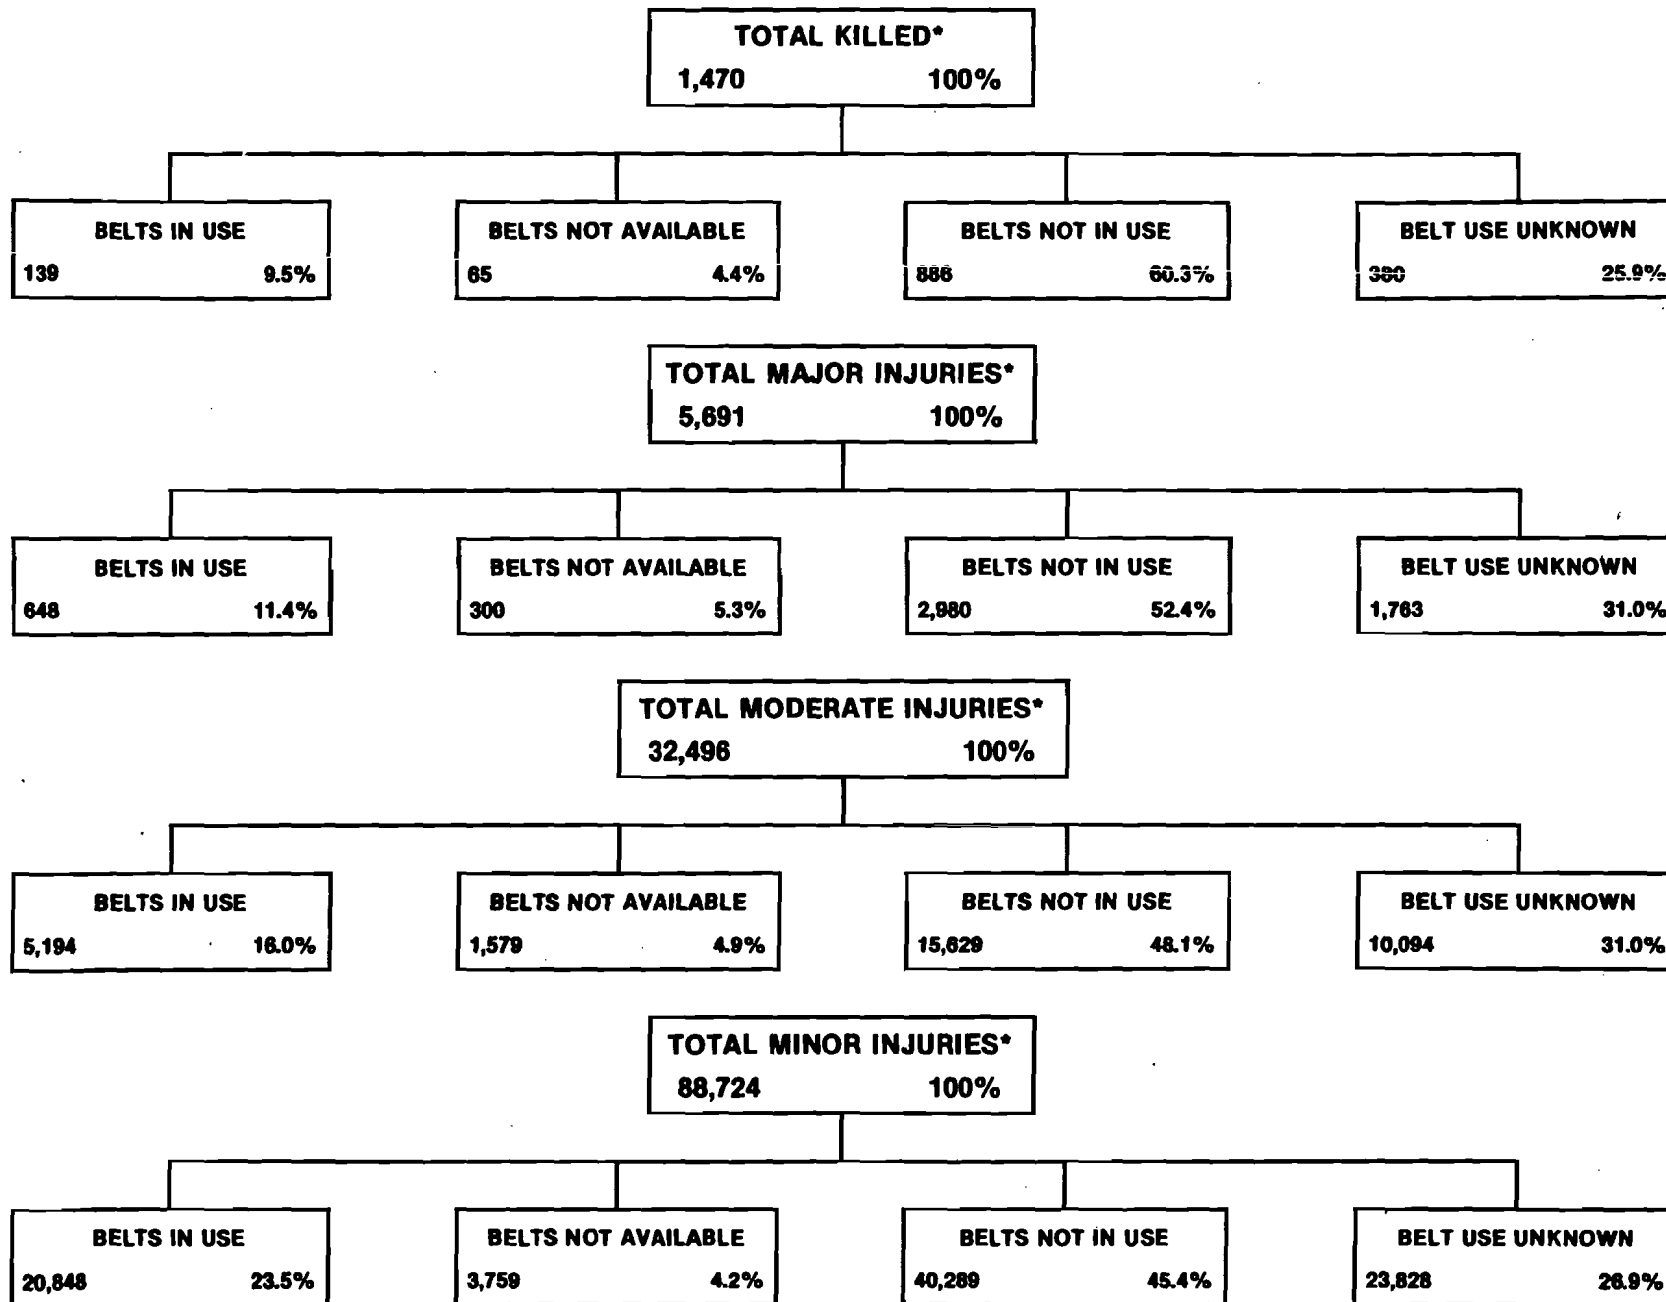 TOTAL KILLED*
1,470 100%
BELTS IN USE BELTS NOT AVAILABLE BELTS NOT IN USE BELT USE UNKNOWN
139 9.5% 65 4.4% 886 60.3% 380 25.9%
TOTAL MAJOR INJURIES*
5,691 100%
BELTS IN USE BELTS NOT AVAILABLE BELTS NOT IN USE BELT USE UNKNOWN
648 11.4% 300 5.3% 2,980 52.4% 1,763 31.0%
TOTAL MODERATE INJURIES*
32,496 100%
BELTS IN USE BELTS NOT AVAILABLE BELTS NOT IN USE BELT USE UNKNOWN
5,194 16.0% 1,579 4.9% 15,629 48.1% 10,094 31.0%
TOTAL MINOR INJURIES*
88,724 100%
BELTS IN USE BELTS NOT AVAILABLE BELTS NOT IN USE BELT USE UNKNOWN
20,848 23.5% 3,759 4.2% 40,289 45.4% 23,828 26.9%